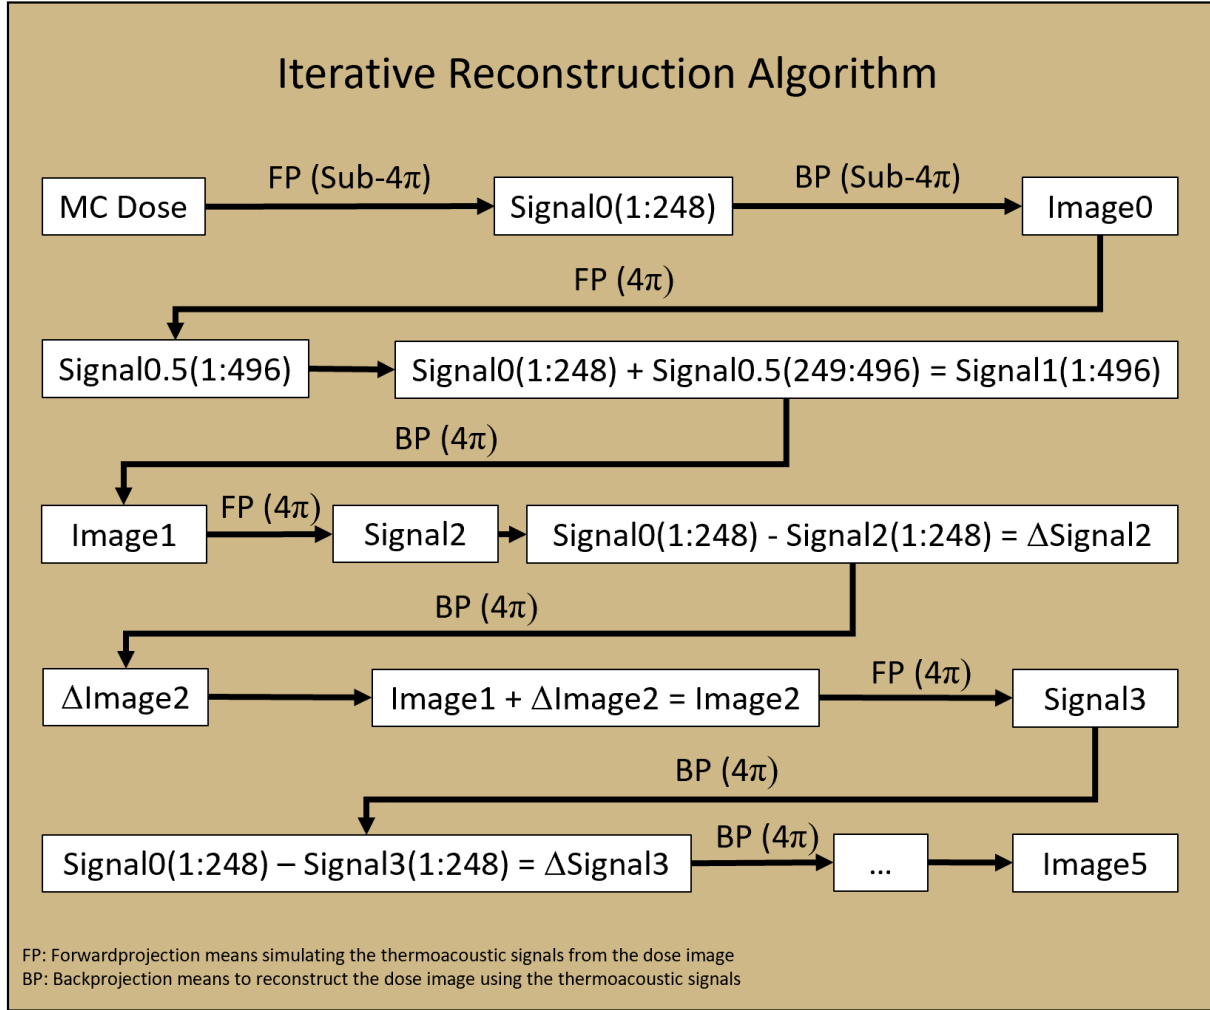 Iterative Reconstruction Algorithm
FP (Sub-4π)
BP (Sub-4π)
MC Dose
Signal0(1:248)
Image0
FP (4π)
Signal0.5(1:496)
Signal0(1:248) + Signal0.5(249:496) = Signal1(1:496)
BP (4π)
Image1
FP (4π)
Signal2
Signal0(1:248) - Signal2(1:248) = ΔSignal2
BP (4π)
ΔImage2
Image1 + ΔImage2 = Image2
FP (4π)
Signal3
BP (4π)
Signal0(1:248) – Signal3(1:248) = ΔSignal3
BP (4π)
...
Image5
FP: Forwardprojection means simulating the thermoacoustic signals from the dose image
BP: Backprojection means to reconstruct the dose image using the thermoacoustic signals